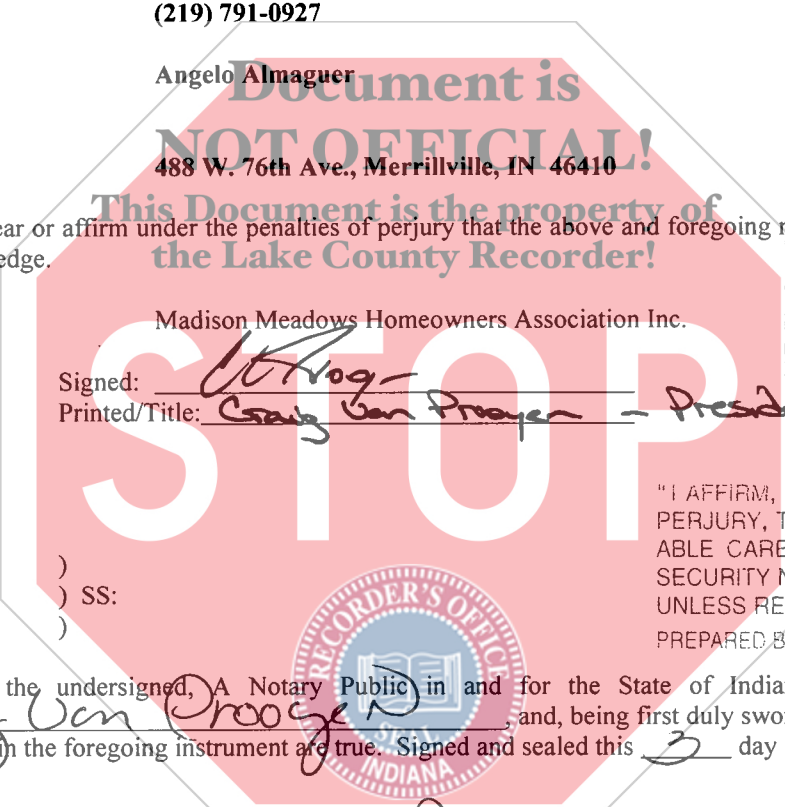 (219) 791-0927
Angelo Almaguer
Document is
NOT OFFICIAL!
488 W. 76th Ave., Merrillville, IN 46410
This Document is the property of
ear or affirm under the penalties of perjury that the above and foregoing
edge.
the Lake County Recorder!
Madison Meadows Homeowners Association Inc.
STOP
Signed:
Printed/Title: Craig Van Prooyen - Presid
"I AFFIRM,
PERJURY, T
ABLE CARE
SECURITY N
UNLESS RE
PREPARED B
)
) SS:
)
RECORDER'S OFFICE
SEAL
INDIANA
the undersigned, A Notary Public in and for the State of Indian
Van Prooyen, and, being first duly swor
in the foregoing instrument are true. Signed and sealed this 3 day